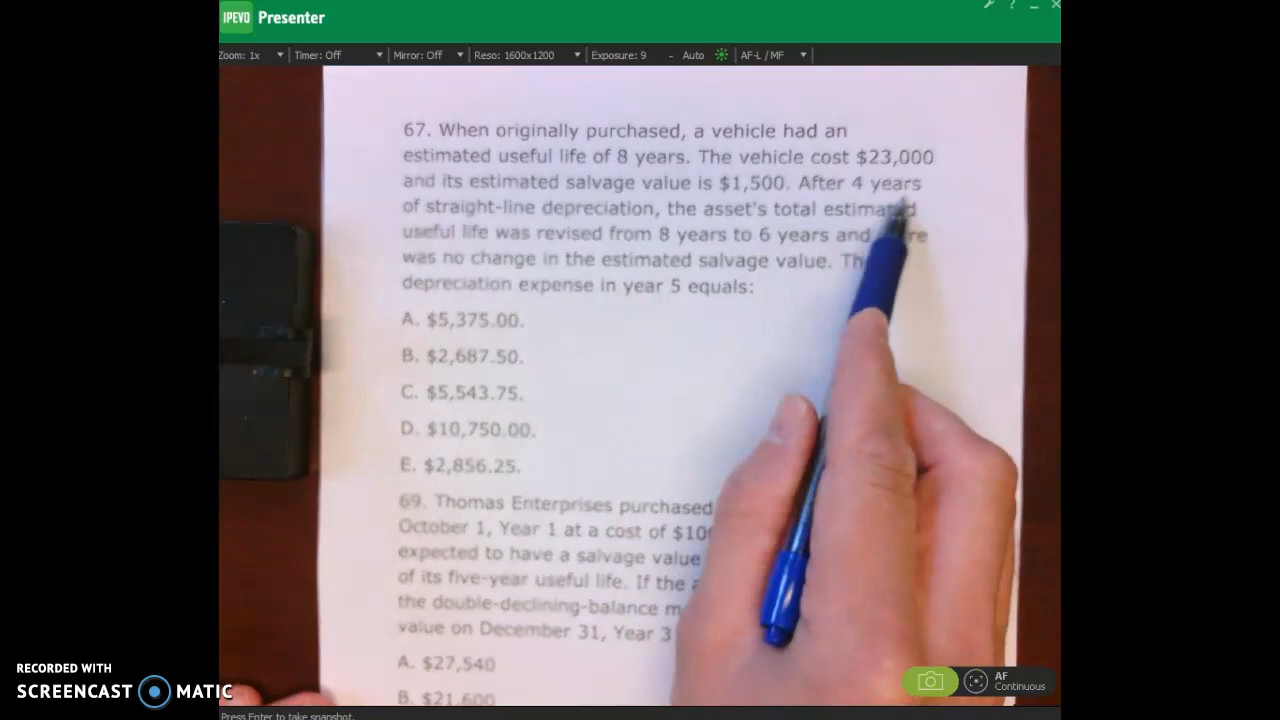 IPEVO Presenter
Zoom: 1x Timer: Off Mirror: Off Reso: 1600x1200 Exposure: 9 - Auto AF-L / MF
67. When originally purchased, a vehicle had an
estimated useful life of 8 years. The vehicle cost $23,000
and its estimated salvage value is $1,500. After 4 years
of straight-line depreciation, the asset's total estimated
useful life was revised from 8 years to 6 years and
was no change in the estimated salvage value.
depreciation expense in year 5 equals:
A. $5,375.00.
B. $2,687.50.
C. $5,543.75.
D. $10,750.00.
E. $2,856.25.
69. Thomas Enterprises purchased
October 1, Year 1 at a cost of
expected to have a salvage value
of its five-year useful life. If the
the double-declining-balance
value on December 31, Year 3
A. $27,540
B. $21,600
RECORDED WITH
SCREENCAST MATIC
AF
Continuous
Press Enter to take snapshot.